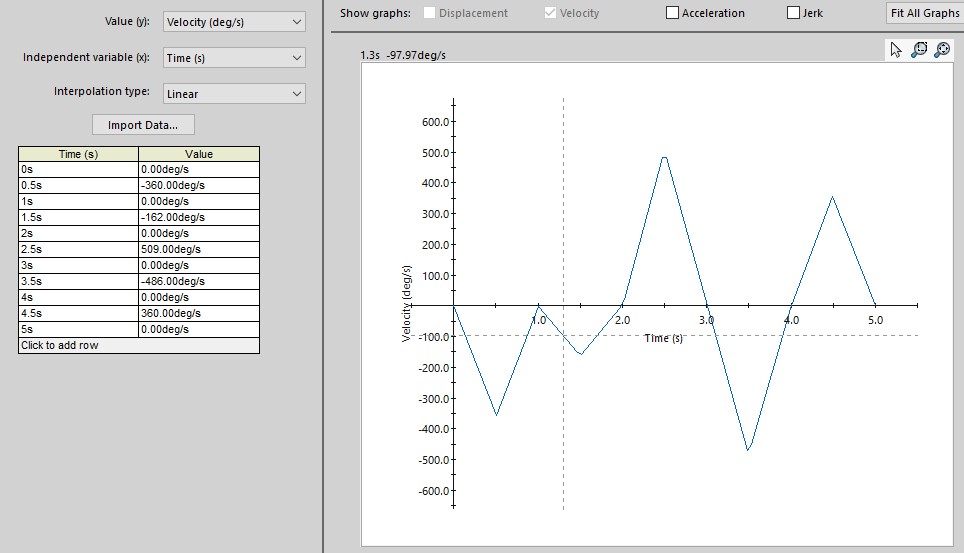 Value (y): Velocity (deg/s)
Independent variable (x): Time (s)
Interpolation type: Linear
Import Data...
Time (s) Value
0s 0.00deg/s
0.5s -360.00deg/s
1s 0.00deg/s
1.5s -162.00deg/s
2s 0.00deg/s
2.5s 509.00deg/s
3s 0.00deg/s
3.5s -486.00deg/s
4s 0.00deg/s
4.5s 360.00deg/s
5s 0.00deg/s
Click to add row
Show graphs: Displacement Velocity Acceleration Jerk Fit All Graphs
1.3s -97.97deg/s
600.0
500.0
400.0
300.0
200.0
100.0
-100.0
-200.0
-300.0
-400.0
-500.0
-600.0
Velocity (deg/s)
1.0 2.0 3.0 4.0 5.0
Time (s)